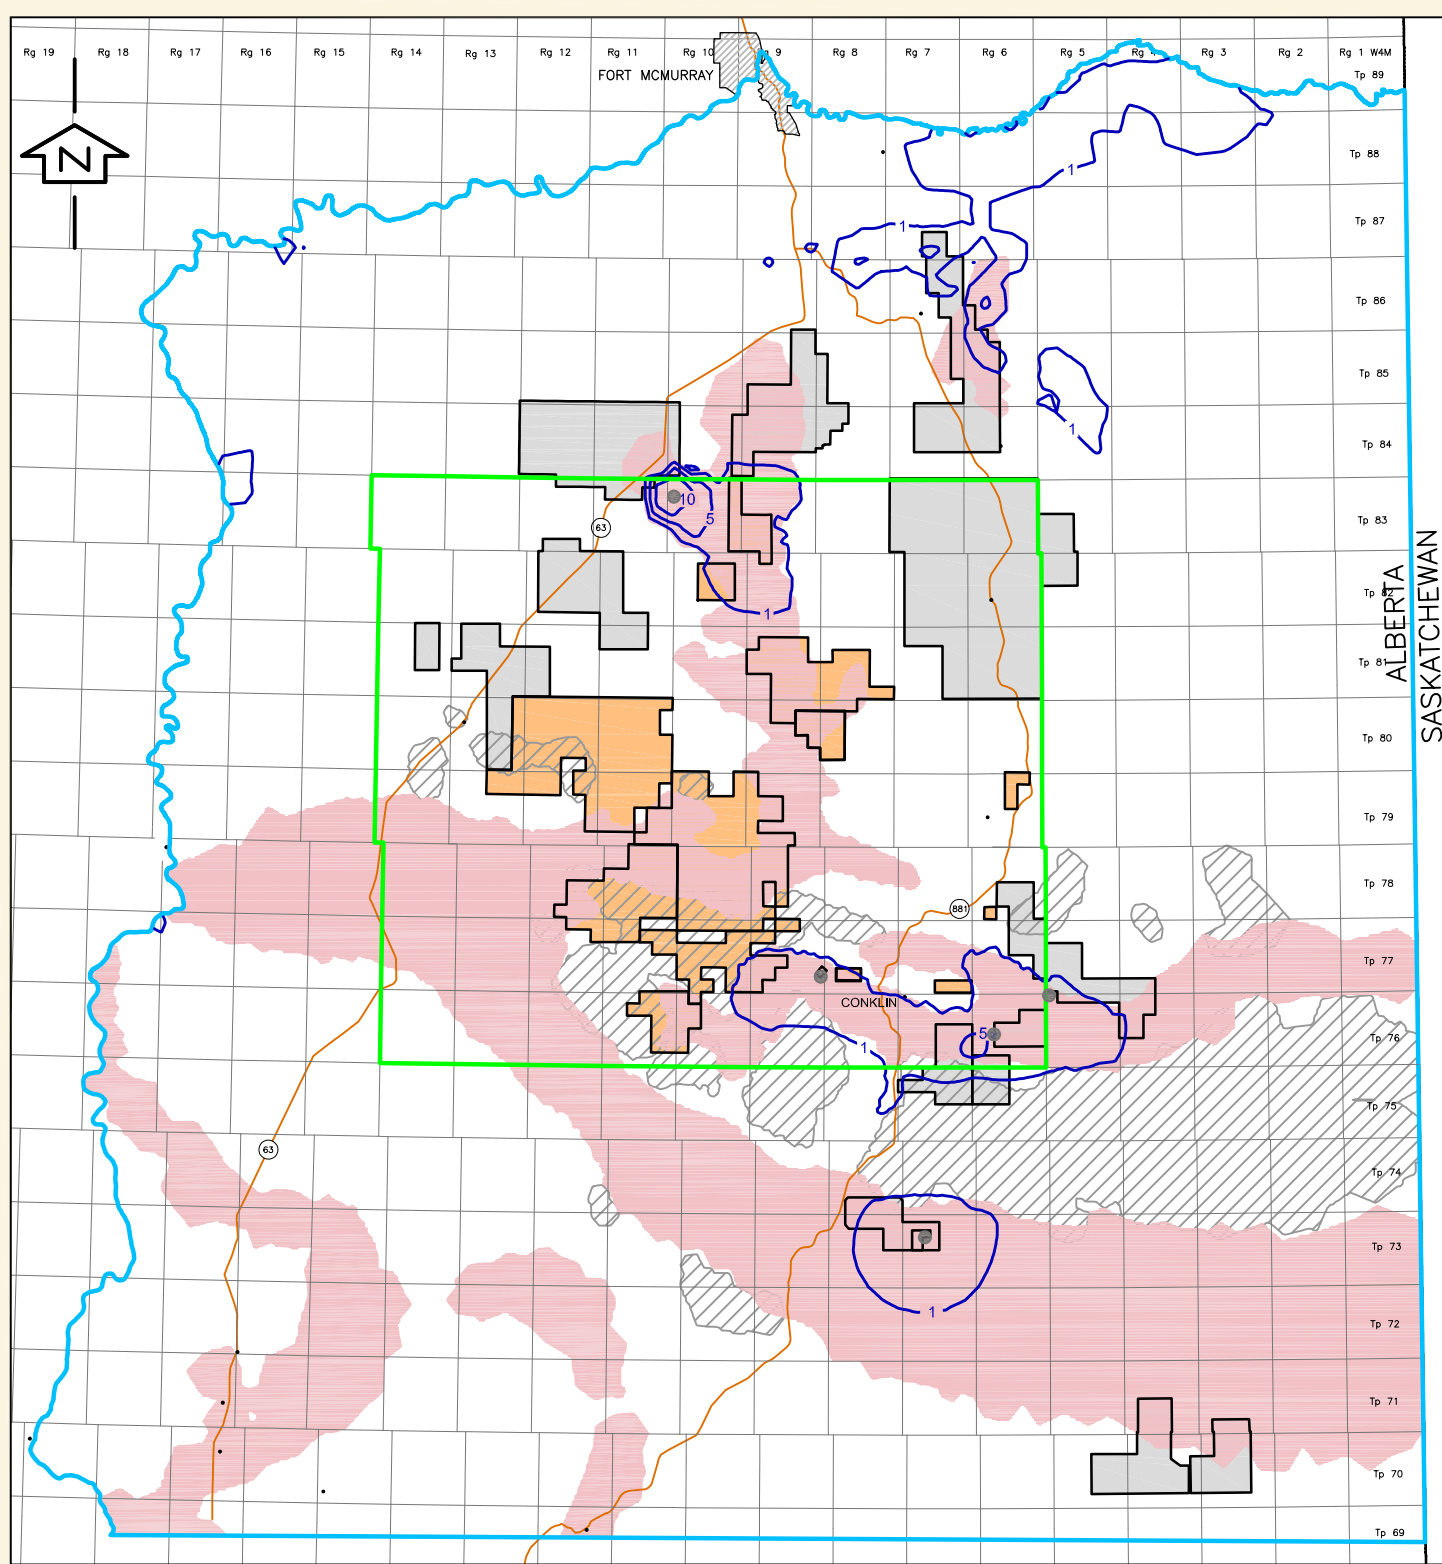 Rg 19
Rg 18
Rg 17
Rg 16
Rg 15
Rg 14
Rg 13
Rg 12
Rg 11
Rg 10
9
Rg 8
Rg 7
Rg 6
Rg 5
Rg 4
Rg 3
Rg 2
Rg 1 W4M
FORT MCMURRAY
Tp 89
N
Tp 88
1
Tp 87
1
Tp 86
Tp 85
1
Tp 84
10
5
63
Tp 83
ALBERTA
SASKATCHEWAN
Tp 82
1
Tp 81
Tp 80
Tp 79
Tp 78
881
Tp 77
CONKLIN
5
1
Tp 76
Tp 75
63
Tp 74
Tp 73
1
Tp 72
Tp 71
Tp 70
Tp 69